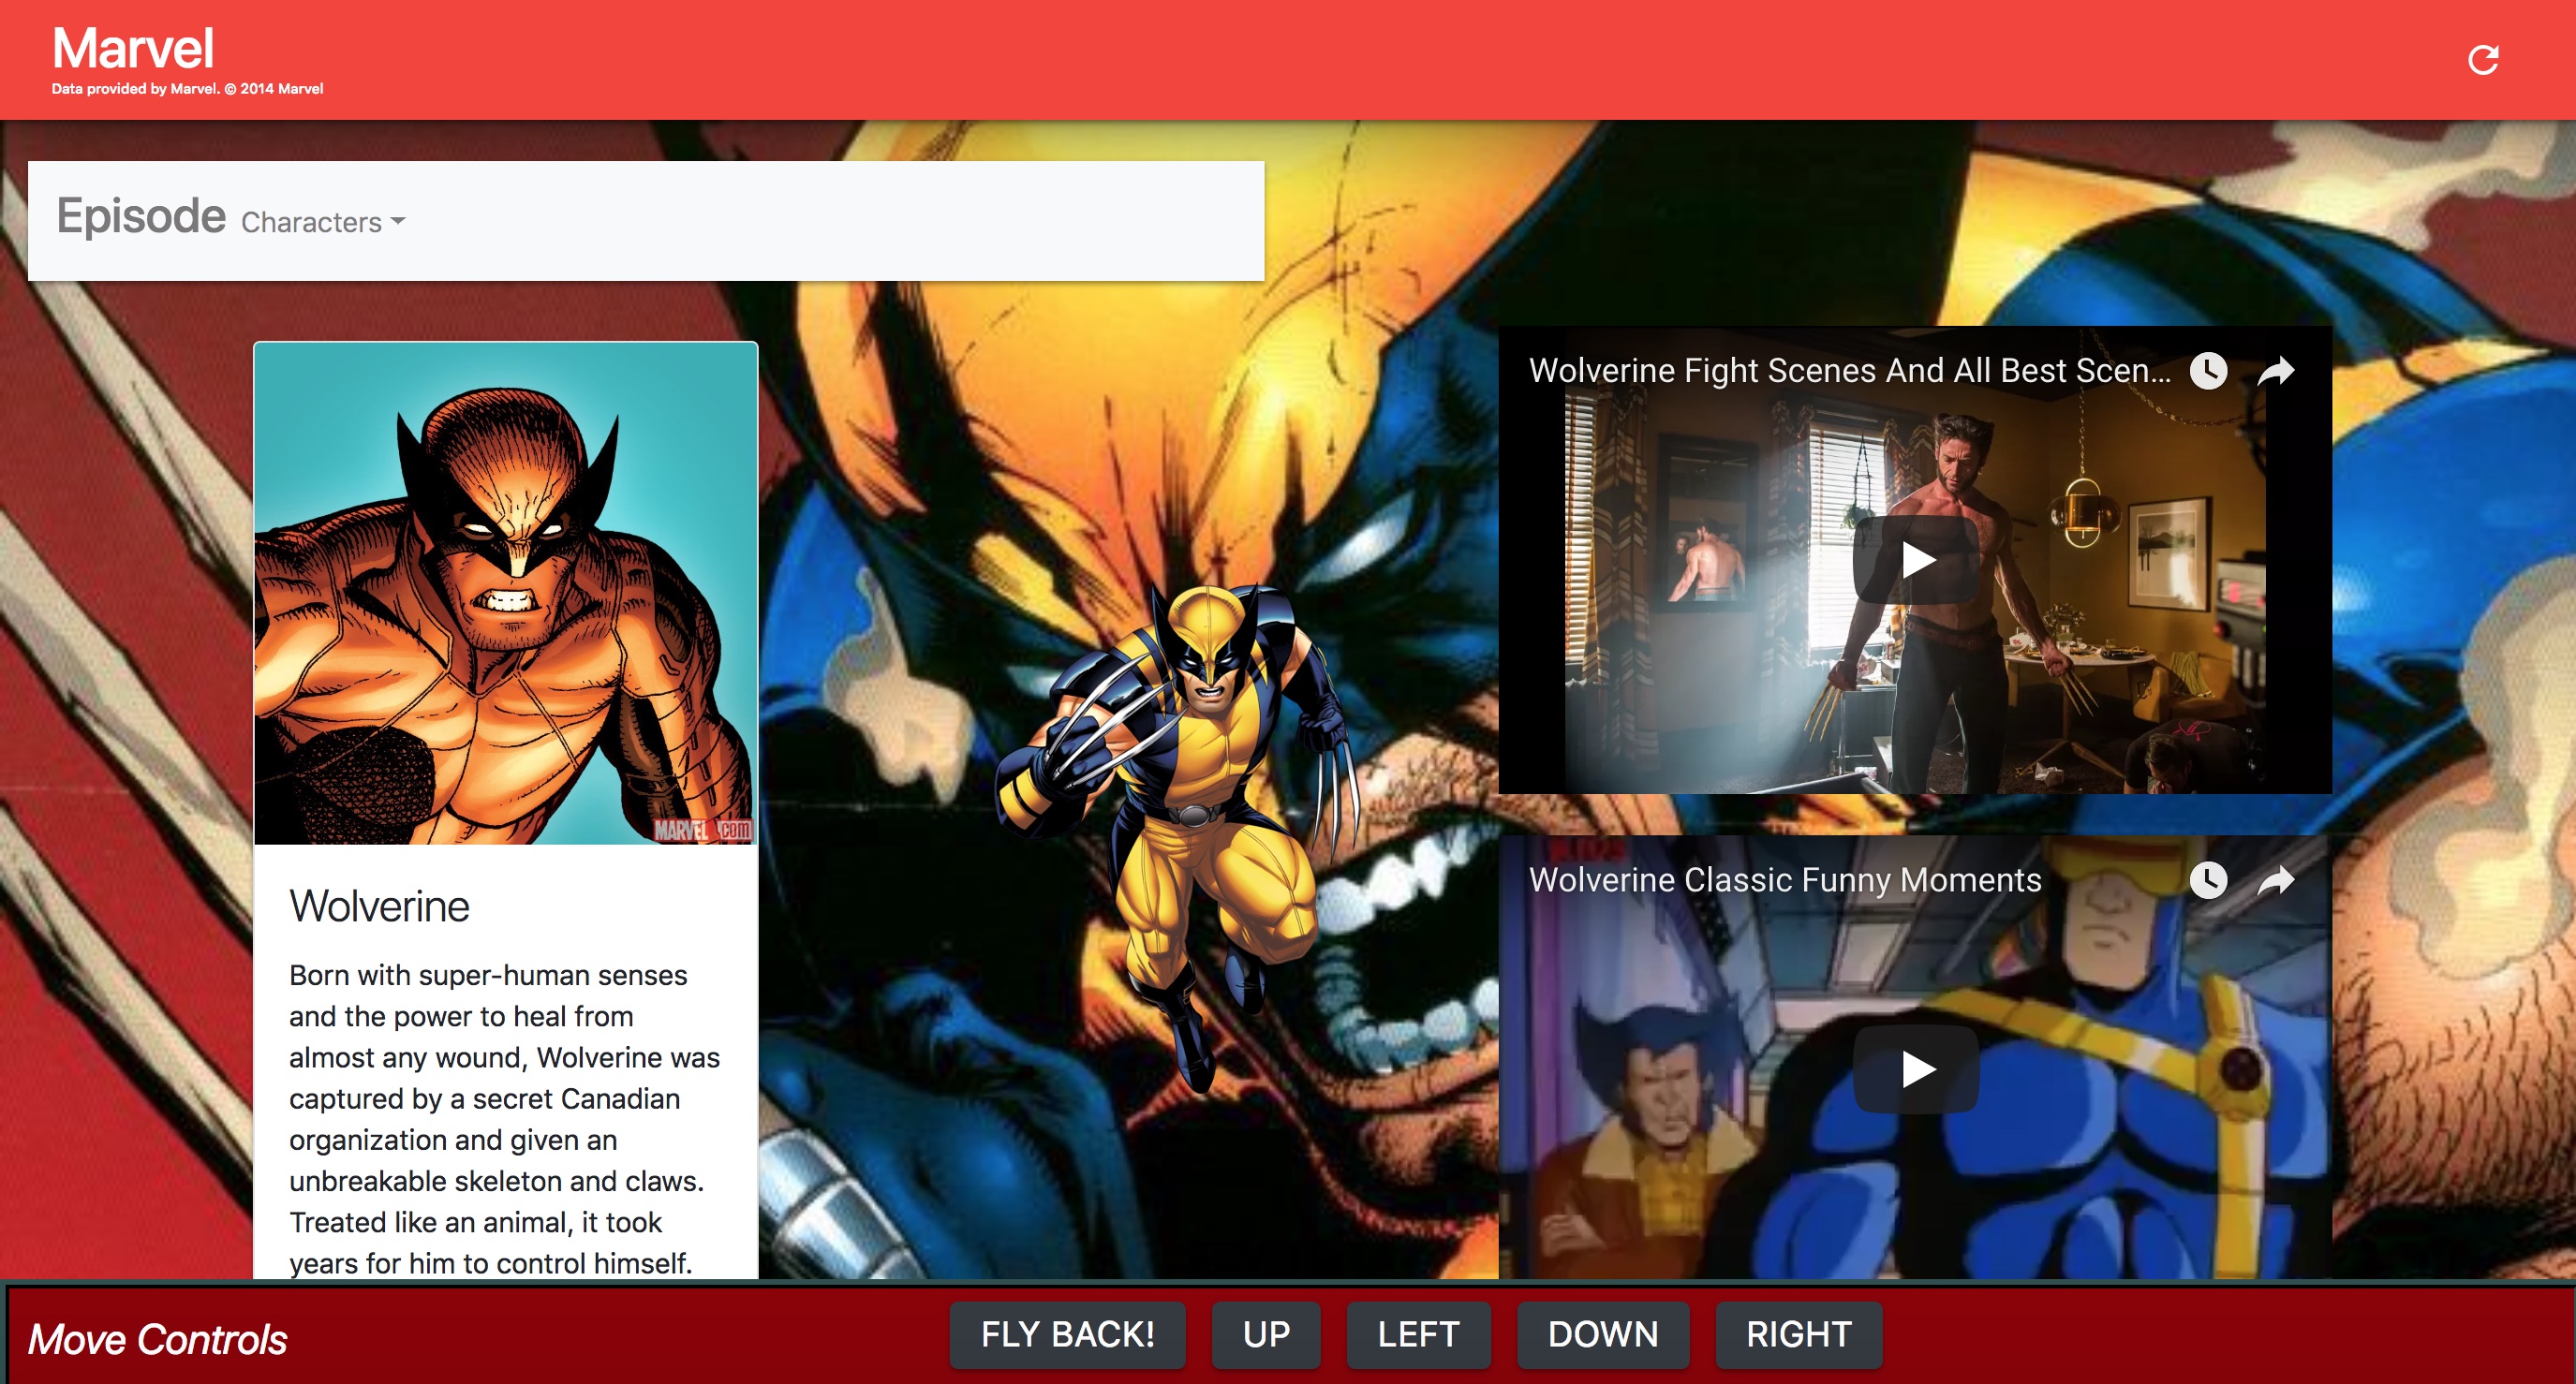 Marvel
Data provided by Marvel. © 2014 Marvel
Episode Characters
Wolverine Fight Scenes And All Best Scen...
MARVEL.COM
Wolverine Classic Funny Moments
Wolverine
Born with super-human senses
and the power to heal from
almost any wound, Wolverine was
captured by a secret Canadian
organization and given an
unbreakable skeleton and claws.
Treated like an animal, it took
years for him to control himself.
Move Controls
FLY BACK!
UP
LEFT
DOWN
RIGHT